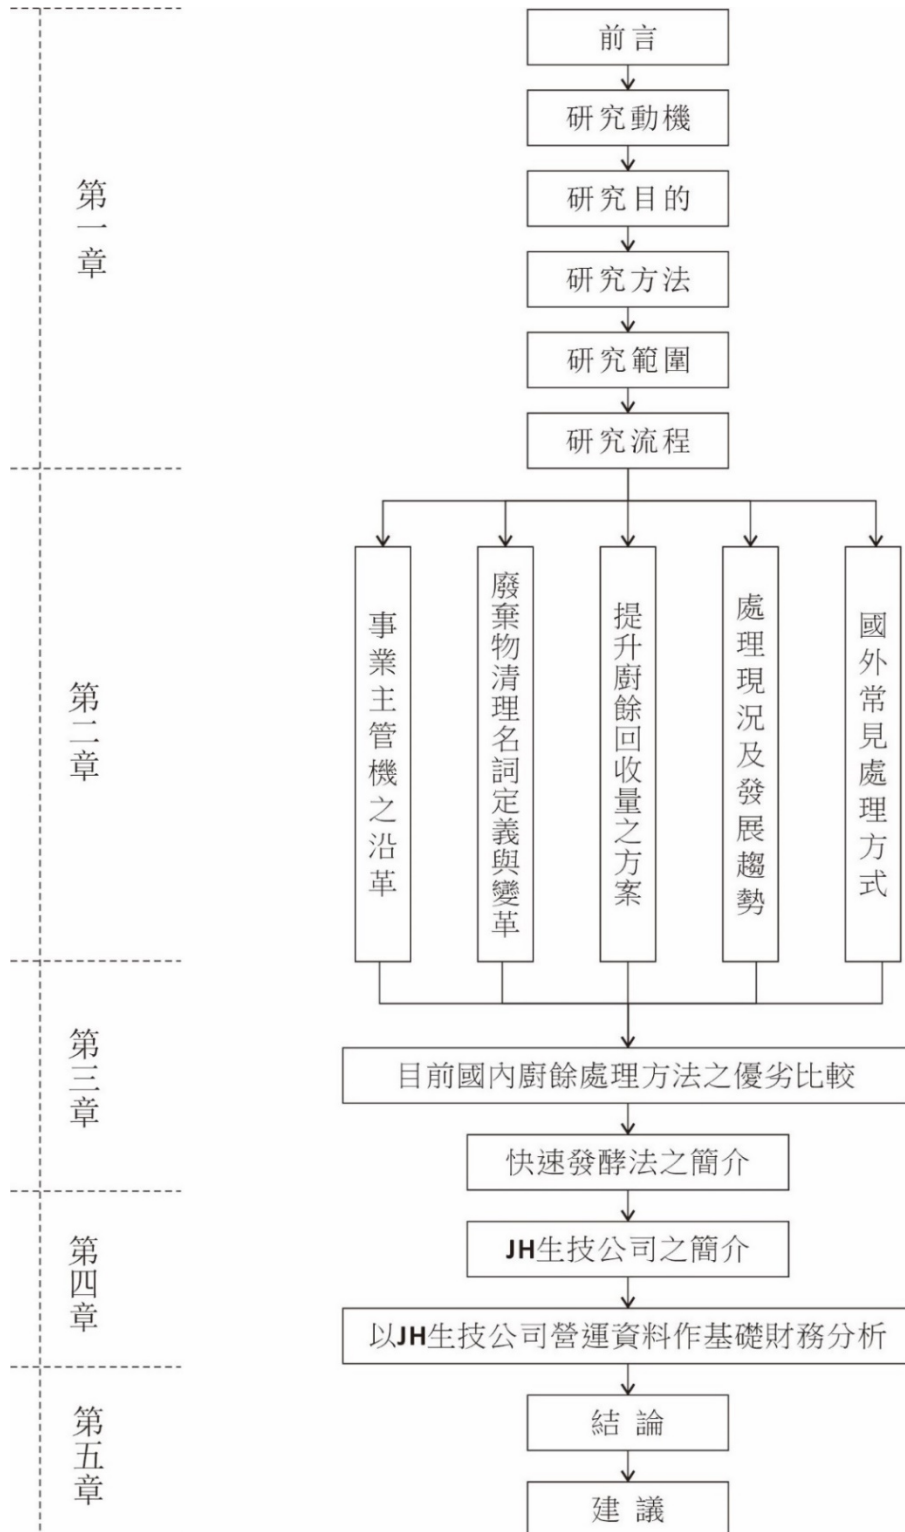 第一章
前言
研究動機
研究目的
研究方法
研究範圍
研究流程
第二章
事業主管機之沿革
廢棄物清理名詞定義與變革
提升廚餘回收量之方案
處理現況及發展趨勢
國外常見處理方式
第三章
目前國內廚餘處理方法之優劣比較
快速發酵法之簡介
第四章
JH生技公司之簡介
以JH生技公司營運資料作基礎財務分析
第五章
結論
建議